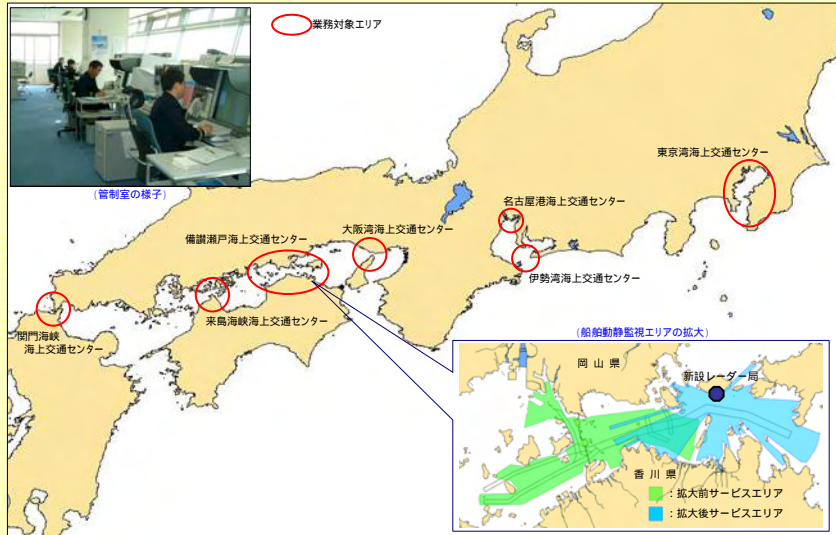 業務対象エリア
(管制室の様子)
東京湾海上交通センター
名古屋港海上交通センター
大阪湾海上交通センター
備讃瀬戸海上交通センター
伊勢湾海上交通センター
来島海峡海上交通センター
関門海峡
海上交通センター
(船舶動静監視エリアの拡大)
岡山県
新設レーダー局
香川県
:拡大前サービスエリア
:拡大後サービスエリア